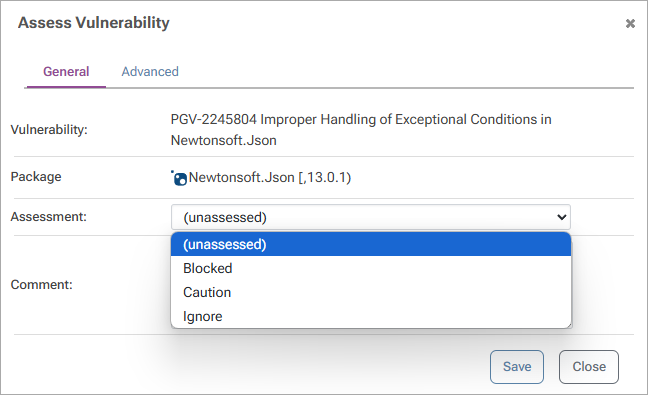 Assess Vulnerability
General Advanced
Vulnerability: PGV-2245804 Improper Handling of Exceptional Conditions in
Newtonsoft.Json
Package Newtonsoft.Json [,13.0.1)
Assessment: (unassessed)
(unassessed)
Blocked
Comment:
Caution
Ignore
Save Close